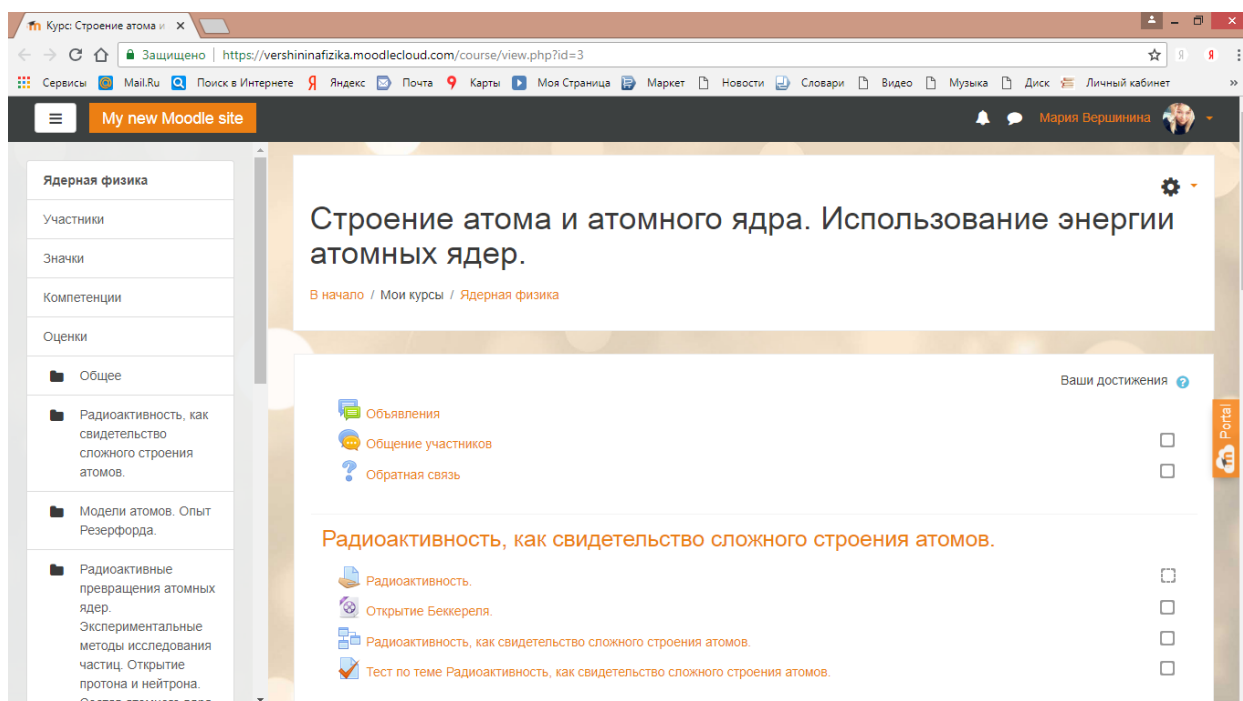 Курс: Строение атома и
Защищено | https://vershininafizika.moodlecloud.com/course/view.php?id=3
Сервисы Mail.Ru Поиск в Интернете Яндекс Почта Карты Моя Страница Маркет Новости Словари Видео Музыка Диск Личный кабинет »
My new Moodle site Мария Вершинина
Ядерная физика
Участники
Значки
Компетенции
Оценки
Общее
Радиоактивность, как
свидетельство
сложного строения
атомов.
Модели атомов. Опыт
Резерфорда.
Радиоактивные
превращения атомных
ядер.
Экспериментальные
методы исследования
частиц. Открытие
протона и нейтрона.
Состав атомного ядра.
Строение атома и атомного ядра. Использование энергии
атомных ядер.
В начало / Мои курсы / Ядерная физика
Ваши достижения
Объявления
Общение участников
Обратная связь
Радиоактивность, как свидетельство сложного строения атомов.
Радиоактивность.
Открытие Беккереля.
Радиоактивность, как свидетельство сложного строения атомов.
Тест по теме Радиоактивность, как свидетельство сложного строения атомов.
Portal